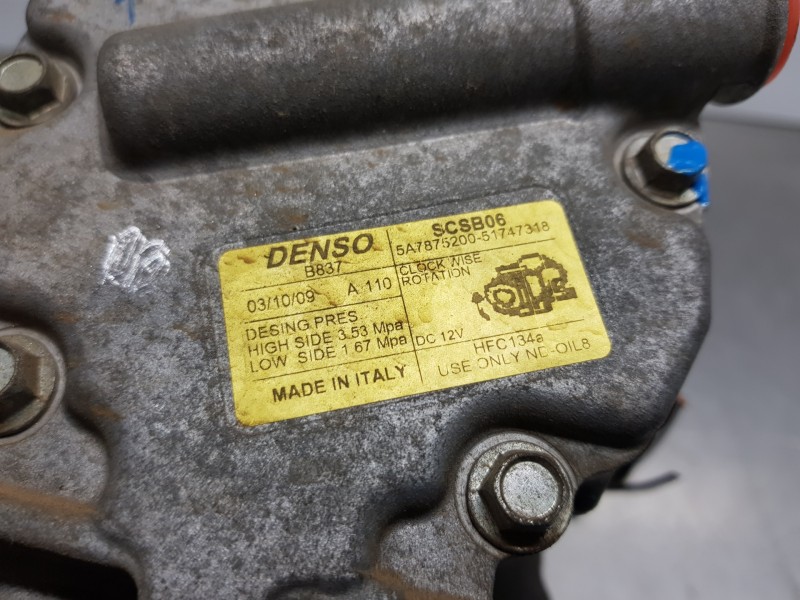 DENSO
B837
03/10/09 A 110
DESING PRES.
HIGH SIDE 3.53 Mpa
LOW SIDE 1.67 Mpa
MADE IN ITALY
SCSB06
5A7875200-51747318
CLOCK WISE
ROTATION
DC 12V
HFC134a
USE ONLY ND-OIL8